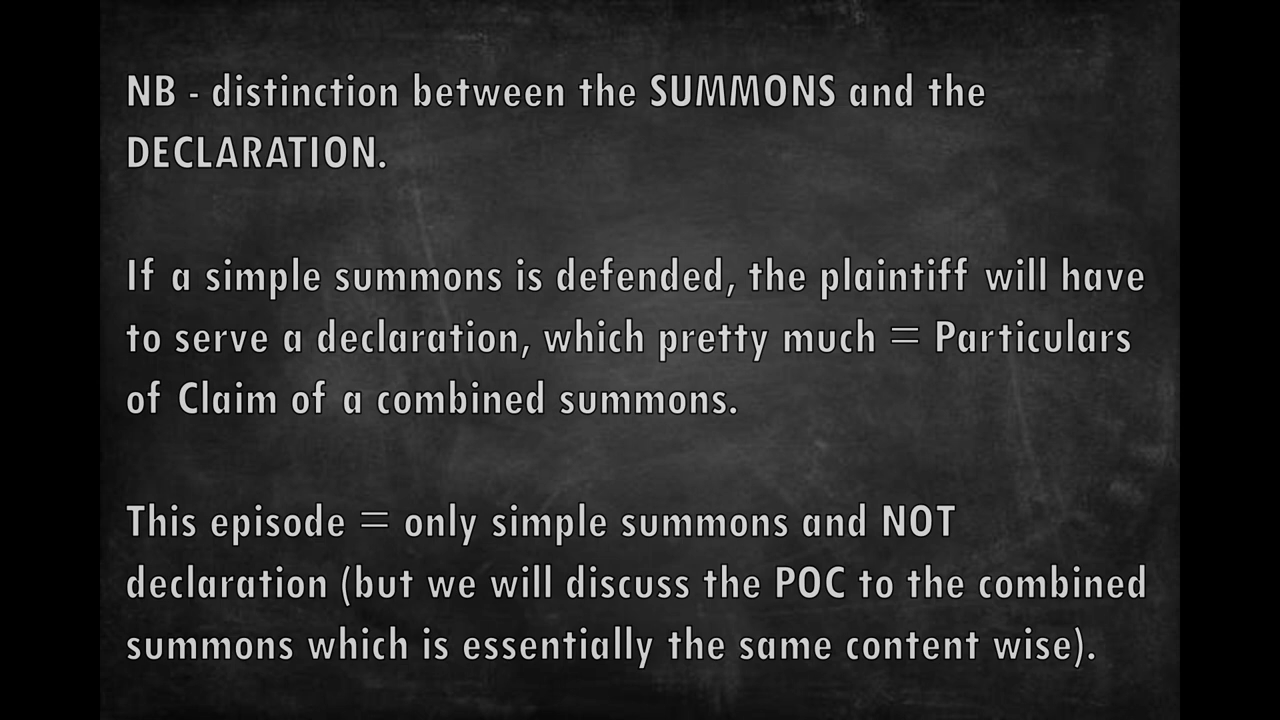 NB - distinction between the SUMMONS and the
DECLARATION.
If a simple summons is defended, the plaintiff will have
to serve a declaration, which pretty much = Particulars
of Claim of a combined summons.
This episode = only simple summons and NOT
declaration (but we will discuss the POC to the combined
summons which is essentially the same content wise).